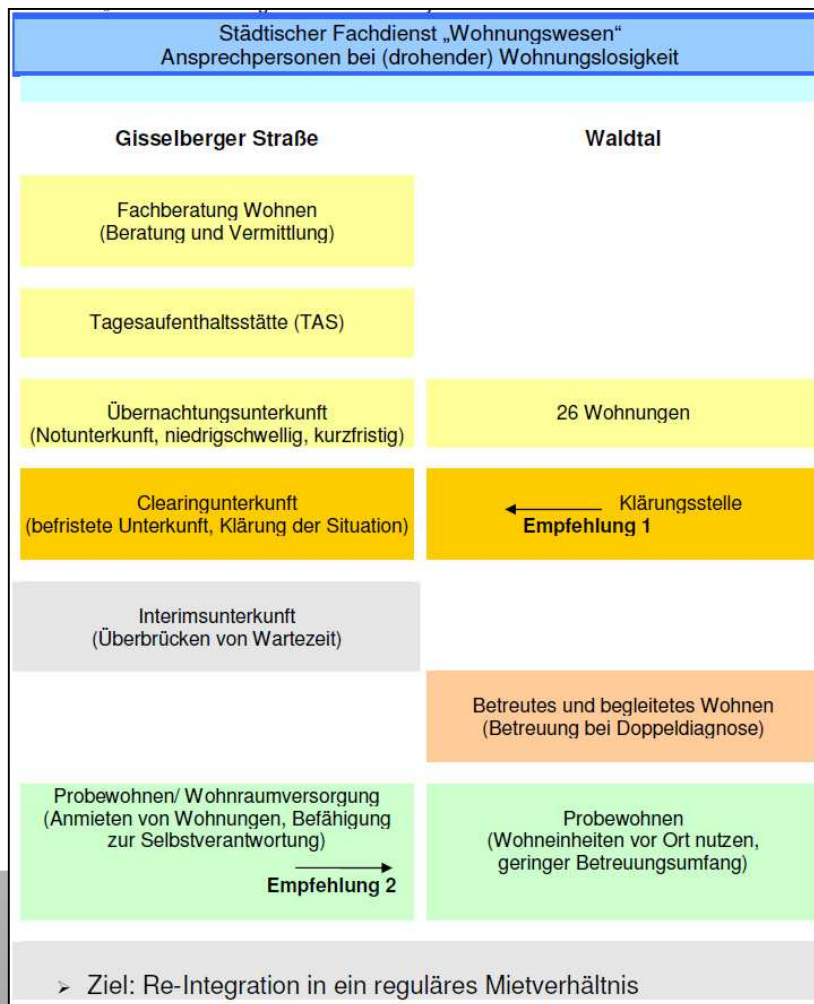 Städtischer Fachdienst „Wohnungswesen“
Ansprechpersonen bei (drohender) Wohnungslosigkeit
Gisselberger Straße
Waldtal
Fachberatung Wohnen
(Beratung und Vermittlung)
Tagesaufenthaltsstätte (TAS)
Übernachtungsunterkunft
(Notunterkunft, niedrigschwellig, kurzfristig)
26 Wohnungen
Clearingunterkunft
(befristete Unterkunft, Klärung der Situation)
Klärungsstelle
Empfehlung 1
Interimsunterkunft
(Überbrücken von Wartezeit)
Betreutes und begleitetes Wohnen
(Betreuung bei Doppeldiagnose)
Probewohnen/ Wohnraumversorgung
(Anmieten von Wohnungen, Befähigung
zur Selbstverantwortung)
Empfehlung 2
Probewohnen
(Wohneinheiten vor Ort nutzen,
geringer Betreuungsumfang)
➢ Ziel: Re-Integration in ein reguläres Mietverhältnis